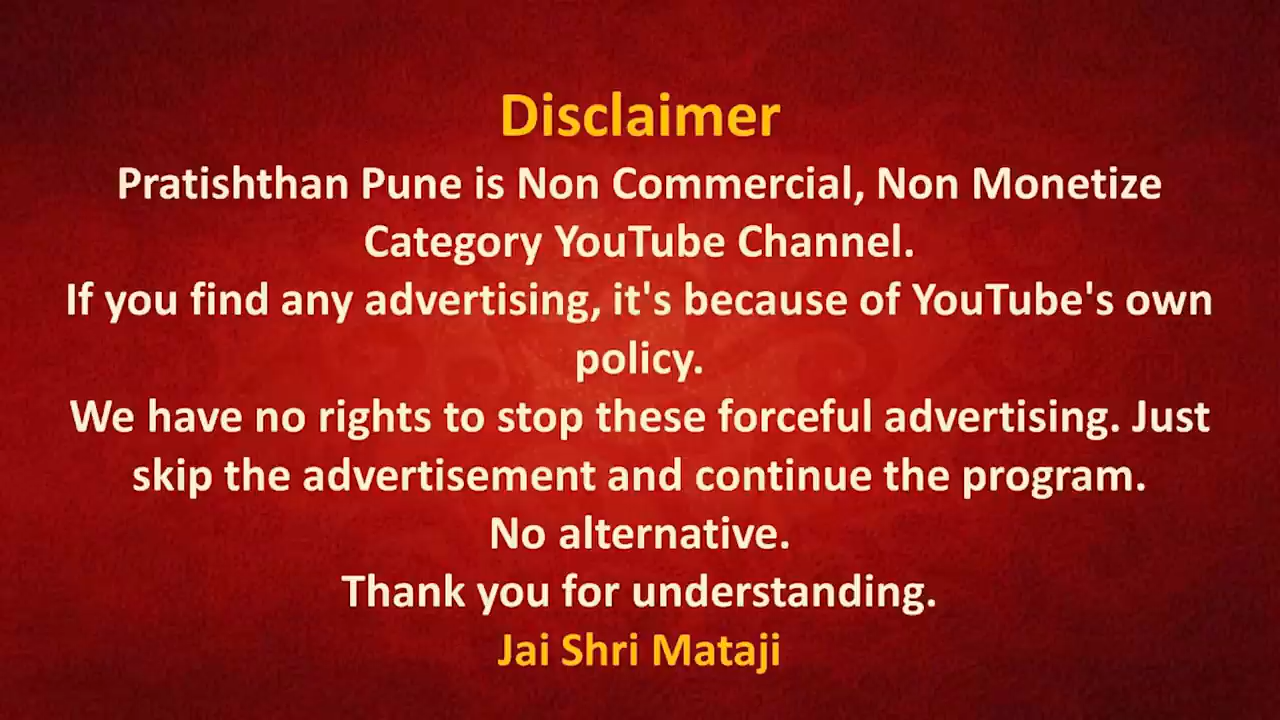 Disclaimer
Pratishthan Pune is Non Commercial, Non Monetize
Category YouTube Channel.
If you find any advertising, it's because of YouTube's own
policy.
We have no rights to stop these forceful advertising. Just
skip the advertisement and continue the program.
No alternative.
Thank you for understanding.
Jai Shri Mataji